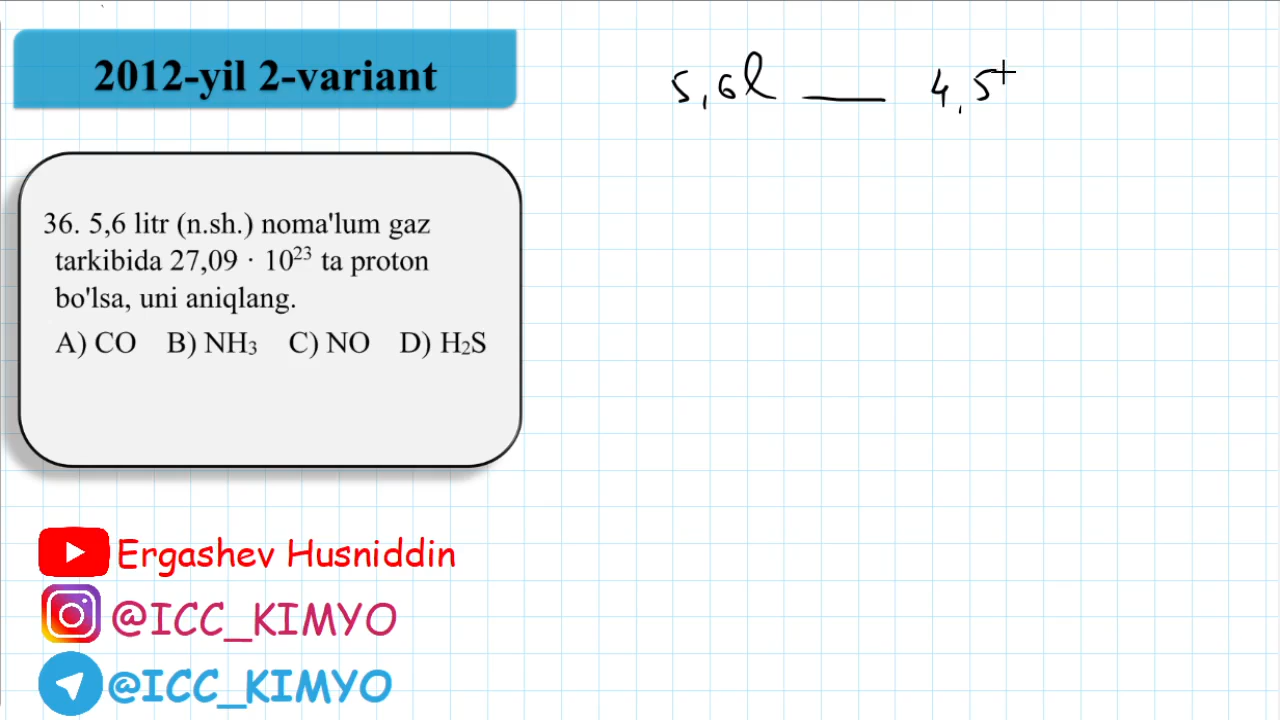 2012-yil 2-variant
5,6l — 4,5+
36. 5,6 litr (n.sh.) noma'lum gaz
tarkibida 27,09 · 10²³ ta proton
bo'lsa, uni aniqlang.
A) CO B) NH₃ C) NO D) H₂S
Ergashev Husniddin
@ICC_KIMYO
@ICC_KIMYO